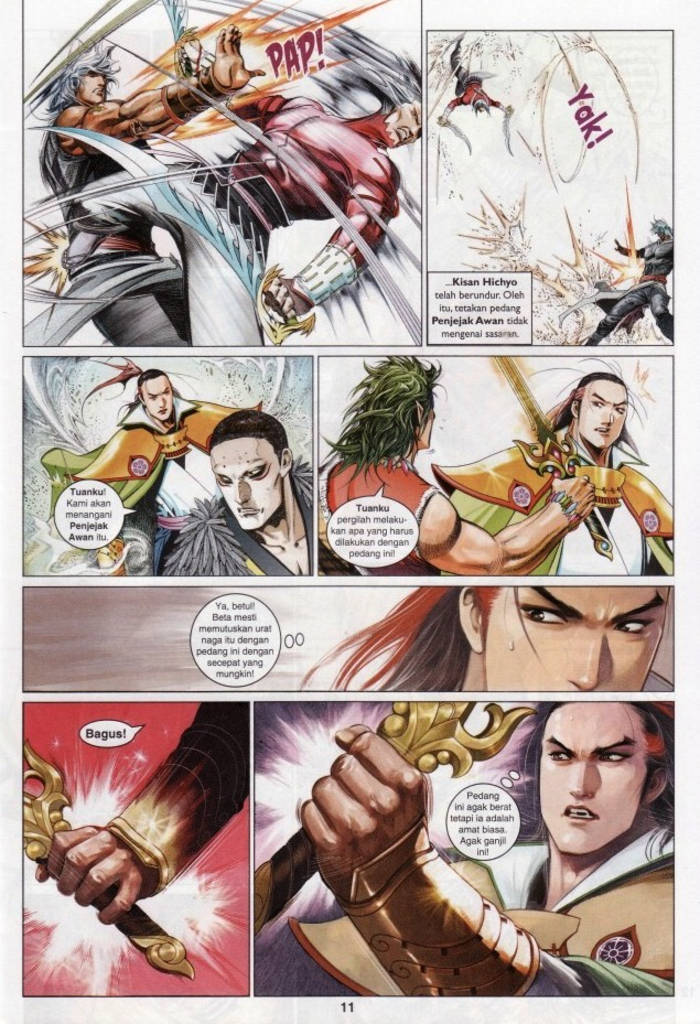 PAP!
YaK!
...Kisan Hichyo
telah berundur. Oleh
itu, tetakan pedang
Penjejak Awan tidak
mengenai sasaran.
Tuanku!
Kami akan
menangani
Penjejak
Awan itu.
Tuanku
pergilah melaku-
kan apa yang harus
dilakukan dengan
pedang ini!
Ya, betul!
Beta mesti
memutuskan urat
naga itu dengan
pedang ini dengan
secepat yang
mungkin!
Bagus!
Pedang
ini agak berat
tetapi ia adalah
amat biasa.
Agak ganjil
ini!
11